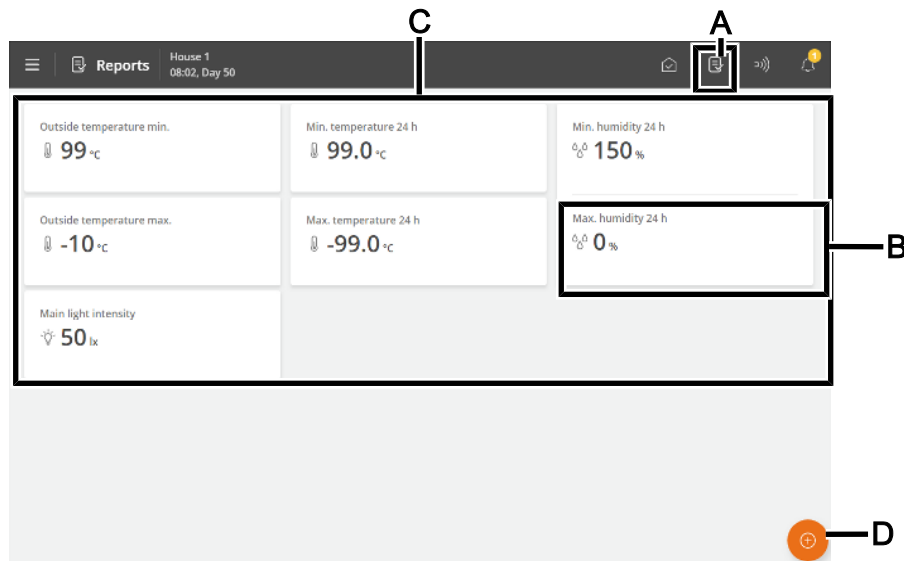 C
A
Reports
House 1
08:02, Day 50
1
Outside temperature min.
99 °C
Min. temperature 24 h
99.0 °C
Min. humidity 24 h
150 %
Outside temperature max.
-10 °C
Max. temperature 24 h
-99.0 °C
Max. humidity 24 h
0 %
B
Main light intensity
50 lx
D